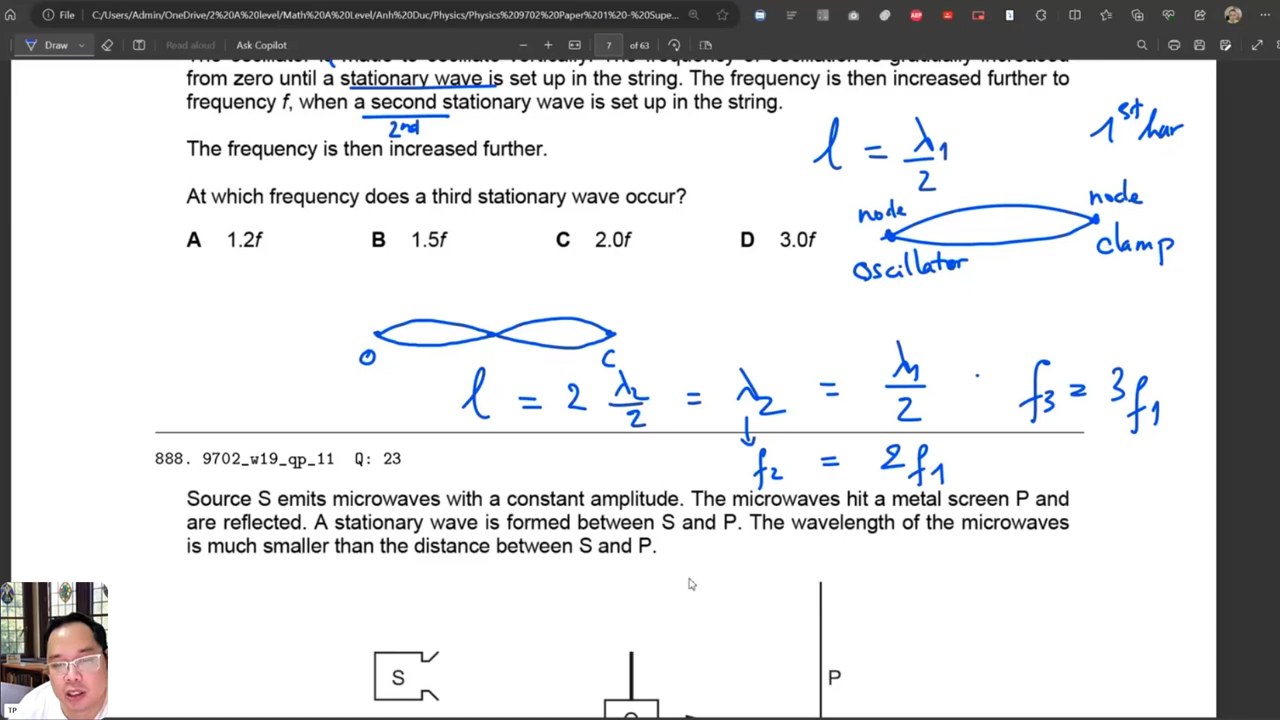 File
C:/Users/Admin/OneDrive/2%20A%20level/Math%20A%20Level/Anh%20Duc/Physics/Physics%209702%20Paper%201%20-%20Supe...
Draw
Read aloud
Ask Copilot
7
of 63
from zero until a stationary wave is set up in the string. The frequency is then increased further to
frequency f, when a second stationary wave is set up in the string.
2nd
The frequency is then increased further.
At which frequency does a third stationary wave occur?
A 1.2f B 1.5f C 2.0f D 3.0f
1st har
l = λ1/2
node
node
oscillator
clamp
O
C
l = 2 λ2/2 = λ2 = λ1/2
f3 = 3f1
f2 = 2f1
888. 9702_w19_qp_11 Q: 23
Source S emits microwaves with a constant amplitude. The microwaves hit a metal screen P and
are reflected. A stationary wave is formed between S and P. The wavelength of the microwaves
is much smaller than the distance between S and P.
S
P
TP